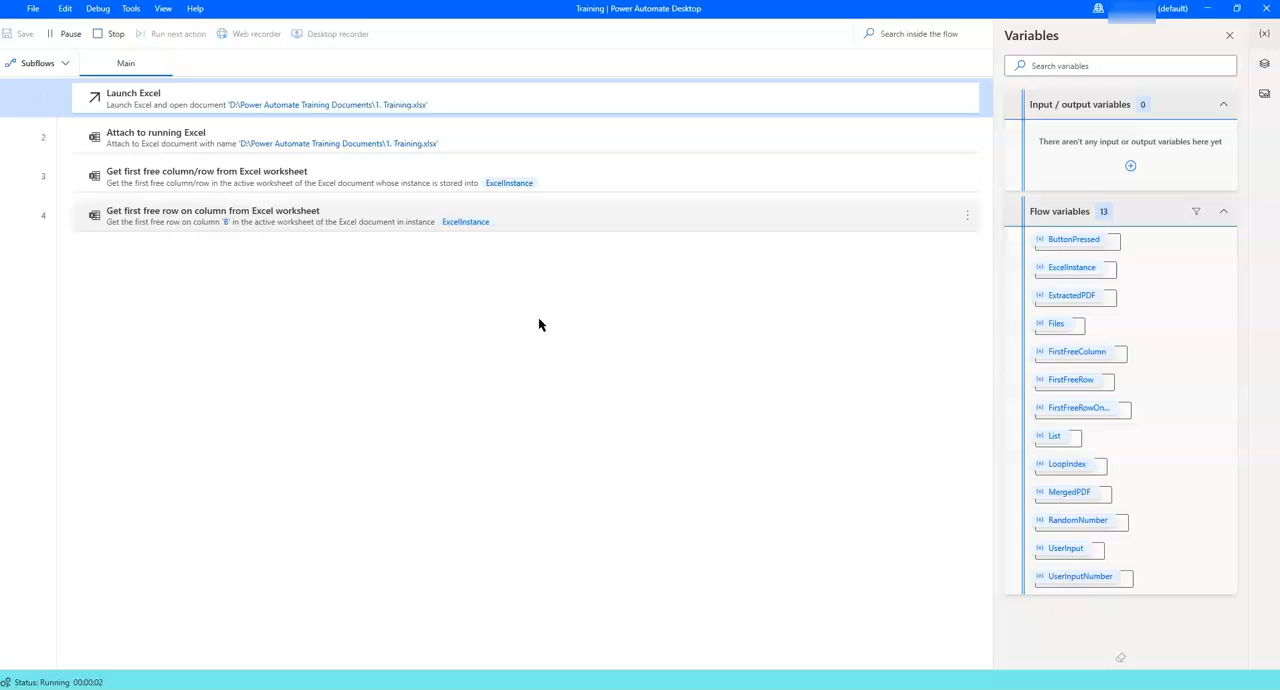 File Edit Debug Tools View Help
Training | Power Automate Desktop
(default)
Save Pause Stop Run next action Web recorder Desktop recorder
Search inside the flow
Subflows Main
Launch Excel
Launch Excel and open document 'D:\Power Automate Training Documents\1. Training.xlsx'
2
Attach to running Excel
Attach to Excel document with name 'D:\Power Automate Training Documents\1. Training.xlsx'
3
Get first free column/row from Excel worksheet
Get the first free column/row in the active worksheet of the Excel document whose instance is stored into ExcelInstance
4
Get first free row on column from Excel worksheet
Get the first free row on column 'B' in the active worksheet of the Excel document in instance ExcelInstance
Variables
{x}
Search variables
Input / output variables 0
There aren't any input or output variables here yet
Flow variables 13
{x} ButtonPressed
{x} ExcelInstance
{x} ExtractedPDF
{x} Files
{x} FirstFreeColumn
{x} FirstFreeRow
{x} FirstFreeRowOn...
{x} List
{x} LoopIndex
{x} MergedPDF
{x} RandomNumber
{x} UserInput
{x} UserInputNumber
Status: Running 00:00:02